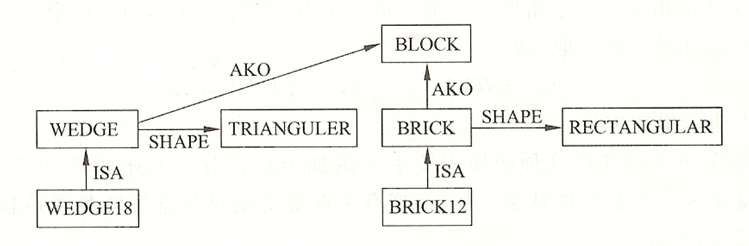 BLOCK
AKO
AKO
WEDGE
SHAPE
TRIANGULER
BRICK
SHAPE
RECTANGULAR
ISA
ISA
WEDGE18
BRICK12